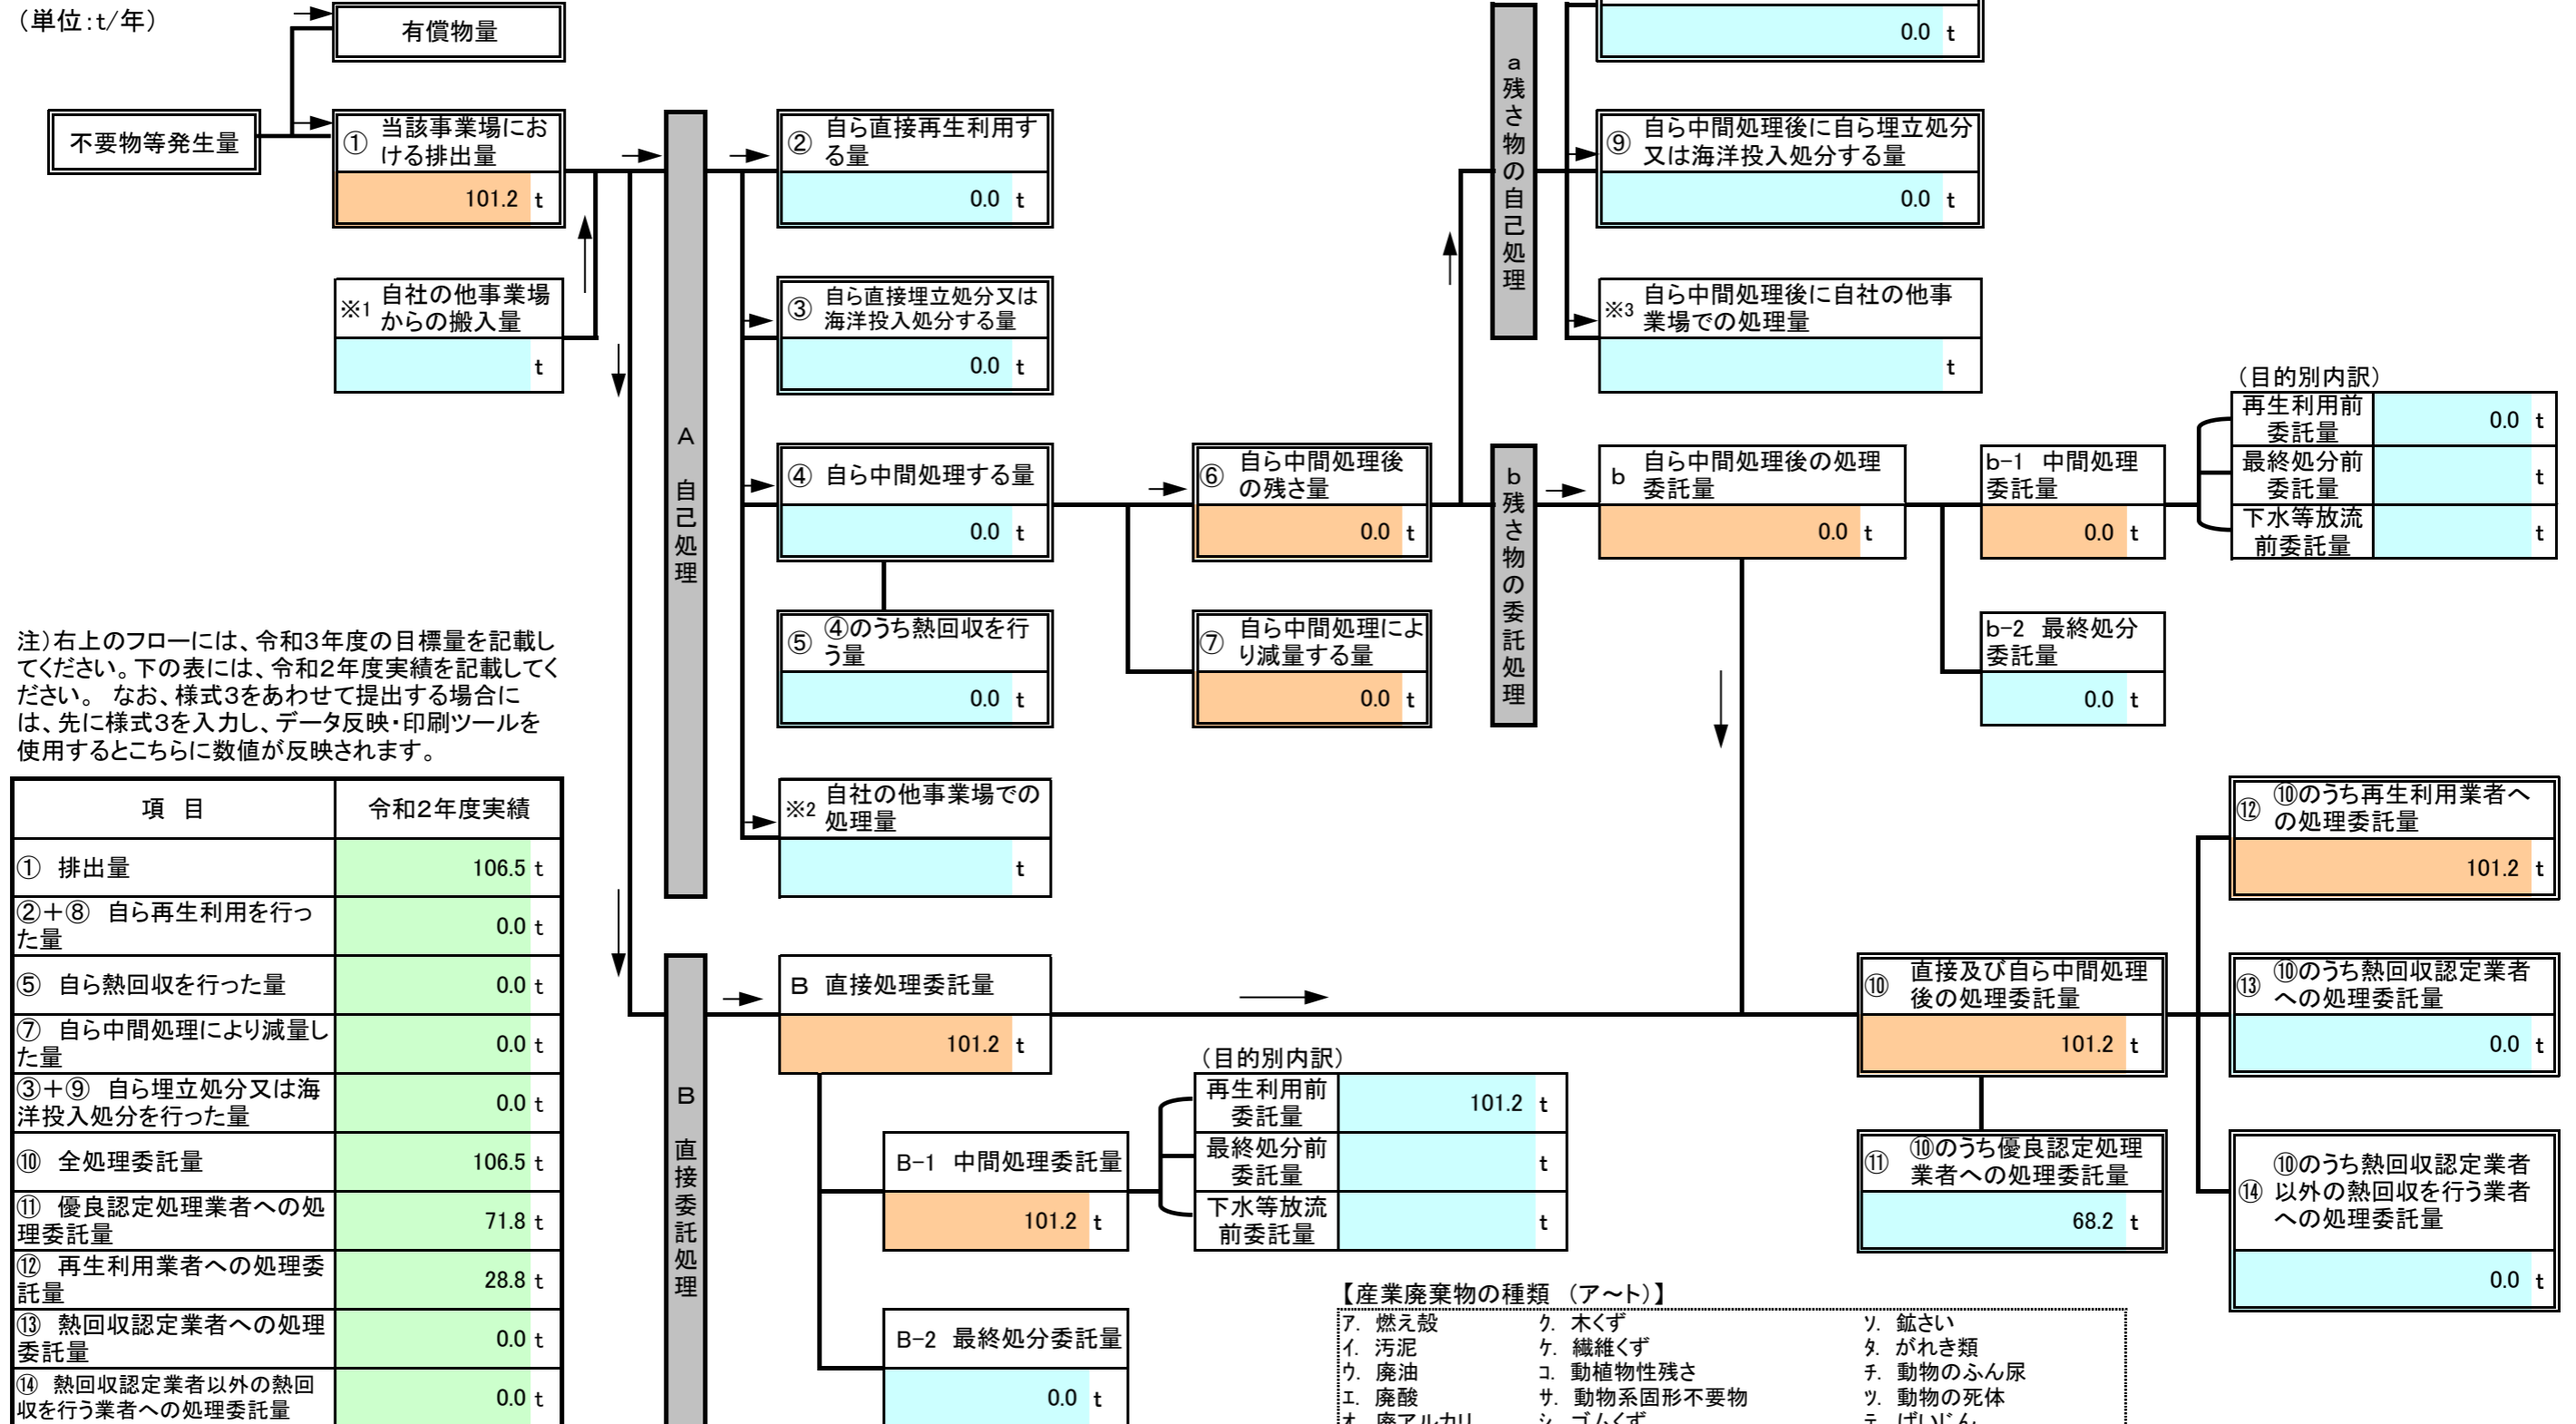 （単位：t/年）
有償物量
不要物等発生量
① 当該事業場にお
ける排出量
101.2 t
※1 自社の他事業場
からの搬入量
t
A 自己処理
② 自ら直接再生利用す
る量
0.0 t
③ 自ら直接埋立処分又は
海洋投入処分する量
0.0 t
④ 自ら中間処理する量
0.0 t
⑤ ④のうち熱回収を行
う量
0.0 t
※2 自社の他事業場での
処理量
t
⑥ 自ら中間処理後
の残さ量
0.0 t
⑦ 自ら中間処理によ
り減量する量
0.0 t
a 残さ物の自己処理
0.0 t
⑨ 自ら中間処理後に自ら埋立処分
又は海洋投入処分する量
0.0 t
※3 自ら中間処理後に自社の他事
業場での処理量
t
b 残さ物の委託処理
b 自ら中間処理後の処理
委託量
0.0 t
b-1 中間処理
委託量
0.0 t
（目的別内訳）
再生利用前
委託量
0.0 t
最終処分前
委託量
t
下水等放流
前委託量
t
b-2 最終処分
委託量
0.0 t
注）右上のフローには、令和３年度の目標量を記載し
てください。下の表には、令和２年度実績を記載してく
ださい。 なお、様式３をあわせて提出する場合に
は、先に様式３を入力し、データ反映・印刷ツールを
使用するとこちらに数値が反映されます。
項 目 令和２年度実績
① 排出量 106.5 t
②＋⑧ 自ら再生利用を行っ
た量 0.0 t
⑤ 自ら熱回収を行った量 0.0 t
⑦ 自ら中間処理により減量し
た量 0.0 t
③＋⑨ 自ら埋立処分又は海
洋投入処分を行った量 0.0 t
⑩ 全処理委託量 106.5 t
⑪ 優良認定処理業者への処
理委託量 71.8 t
⑫ 再生利用業者への処理委
託量 28.8 t
⑬ 熱回収認定業者への処理
委託量 0.0 t
⑭ 熱回収認定業者以外の熱回
収を行う業者への処理委託量 0.0 t
B 直接委託処理
B 直接処理委託量
101.2 t
B-1 中間処理委託量
101.2 t
（目的別内訳）
再生利用前
委託量
101.2 t
最終処分前
委託量
t
下水等放流
前委託量
t
B-2 最終処分委託量
0.0 t
⑩ 直接及び自ら中間処理
後の処理委託量
101.2 t
⑪ ⑩のうち優良認定処理
業者への処理委託量
68.2 t
⑫ ⑩のうち再生利用業者へ
の処理委託量
101.2 t
⑬ ⑩のうち熱回収認定業者
への処理委託量
0.0 t
⑭ ⑩のうち熱回収認定業者
以外の熱回収を行う業者
への処理委託量
0.0 t
【産業廃棄物の種類 （ア～ト）】
ｱ. 燃え殻 ｸ. 木くず ｿ. 鉱さい
ｲ. 汚泥 ｹ. 繊維くず ﾀ. がれき類
ｳ. 廃油 ｺ. 動植物性残さ ﾁ. 動物のふん尿
ｴ. 廃酸 ｻ. 動物系固形不要物 ﾂ. 動物の死体
ｵ. 廃アルカリ ｼ. ゴムくず ﾃ. ばいじん